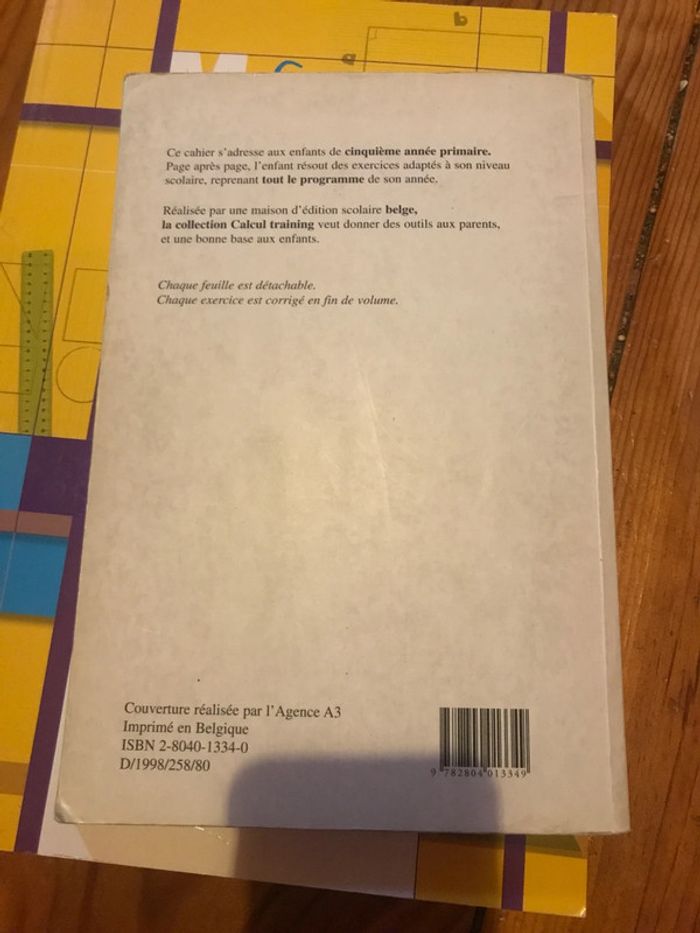 b
a
Ce cahier s'adresse aux enfants de cinquième année primaire.
Page après page, l'enfant résout des exercices adaptés à son niveau
scolaire, reprenant tout le programme de son année.
Réalisée par une maison d'édition scolaire belge,
la collection Calcul training veut donner des outils aux parents,
et une bonne base aux enfants.
Chaque feuille est détachable.
Chaque exercice est corrigé en fin de volume.
Couverture réalisée par l'Agence A3
Imprimé en Belgique
ISBN 2-8040-1334-0
D/1998/258/80
9 782804 013349